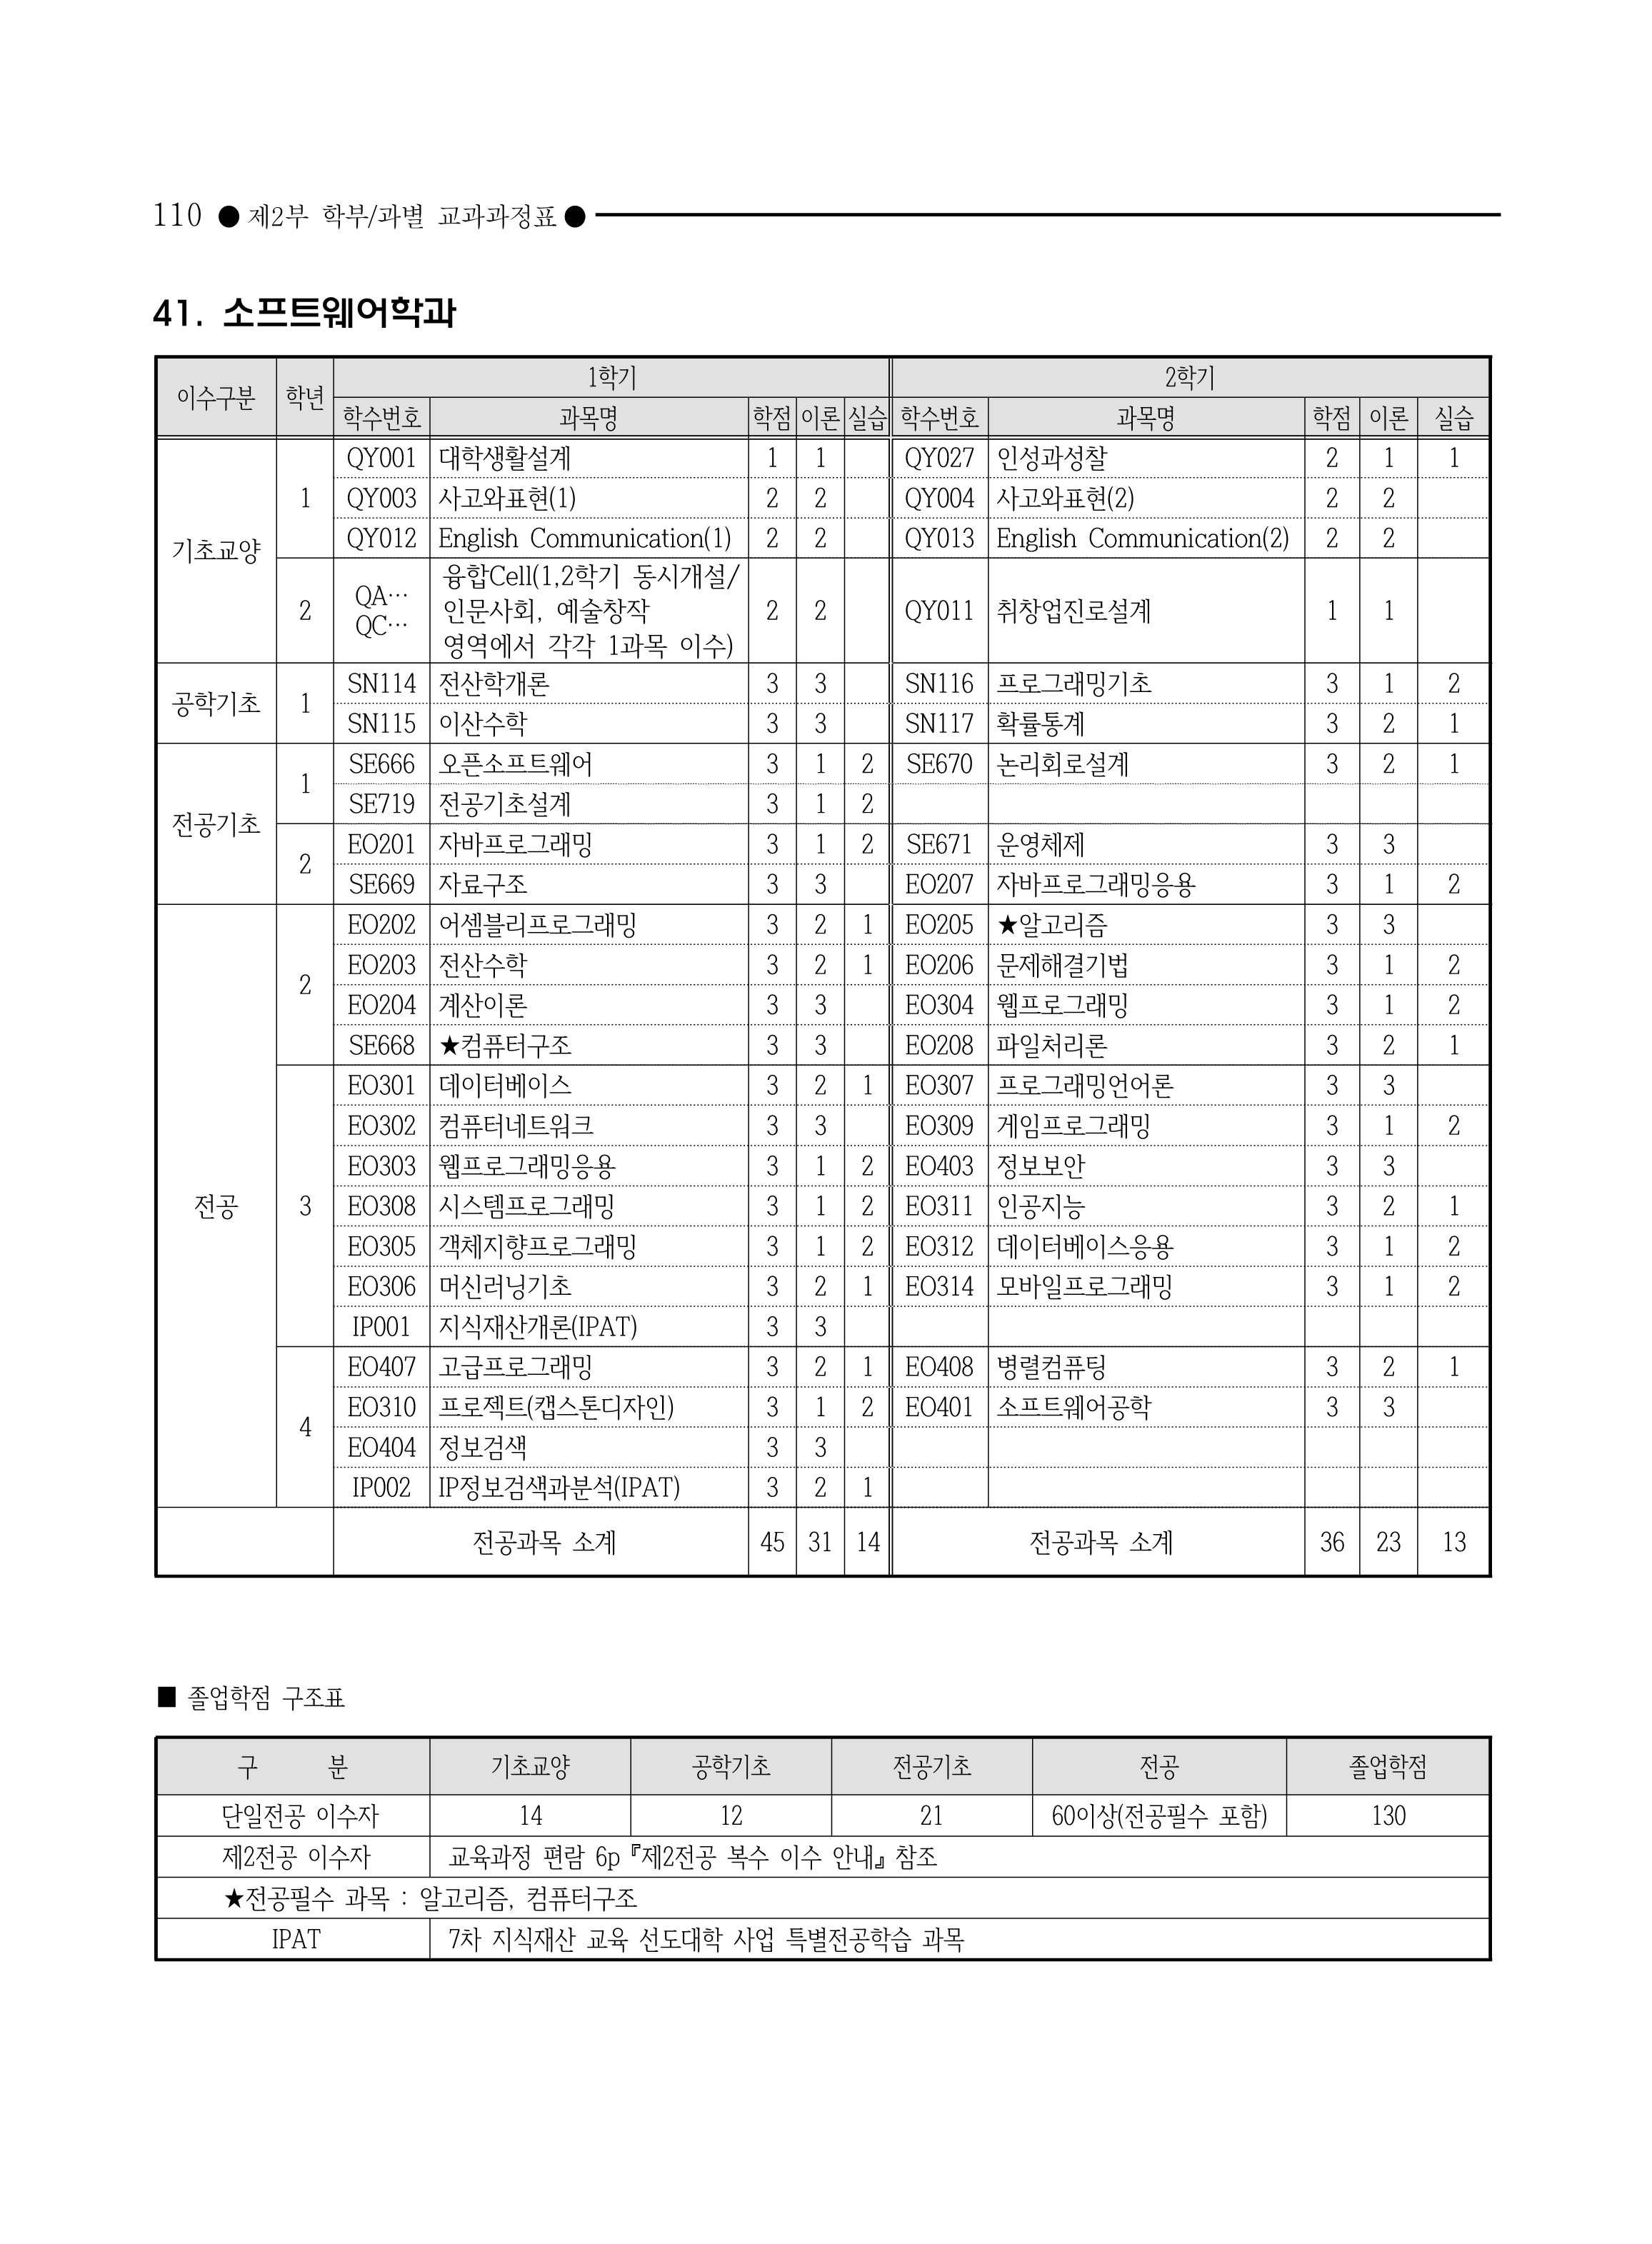 110 ● 제2부 학부/과별 교과과정표 ●
41. 소프트웨어학과
이수구분 학년 1학기 2학기
학수번호 과목명 학점 이론 실습 학수번호 과목명 학점 이론 실습
기초교양 1 QY001 대학생활설계 1 1 QY027 인성과성찰 2 1 1
QY003 사고와표현(1) 2 2 QY004 사고와표현(2) 2 2
QY012 English Communication(1) 2 2 QY013 English Communication(2) 2 2
2 QA… QC… 융합Cell(1,2학기 동시개설/
인문사회, 예술창작
영역에서 각각 1과목 이수) 2 2 QY011 취창업진로설계 1 1
공학기초 1 SN114 전산학개론 3 3 SN116 프로그래밍기초 3 1 2
SN115 이산수학 3 3 SN117 확률통계 3 2 1
전공기초 1 SE666 오픈소프트웨어 3 1 2 SE670 논리회로설계 3 2 1
SE719 전공기초설계 3 1 2
2 EO201 자바프로그래밍 3 1 2 SE671 운영체제 3 3
SE669 자료구조 3 3 EO207 자바프로그래밍응용 3 1 2
전공 2 EO202 어셈블리프로그래밍 3 2 1 EO205 ★알고리즘 3 3
EO203 전산수학 3 2 1 EO206 문제해결기법 3 1 2
EO204 계산이론 3 3 EO304 웹프로그래밍 3 1 2
SE668 ★컴퓨터구조 3 3 EO208 파일처리론 3 2 1
3 EO301 데이터베이스 3 2 1 EO307 프로그래밍언어론 3 3
EO302 컴퓨터네트워크 3 3 EO309 게임프로그래밍 3 1 2
EO303 웹프로그래밍응용 3 1 2 EO403 정보보안 3 3
EO308 시스템프로그래밍 3 1 2 EO311 인공지능 3 2 1
EO305 객체지향프로그래밍 3 1 2 EO312 데이터베이스응용 3 1 2
EO306 머신러닝기초 3 2 1 EO314 모바일프로그래밍 3 1 2
IP001 지식재산개론(IPAT) 3 3
4 EO407 고급프로그래밍 3 2 1 EO408 병렬컴퓨팅 3 2 1
EO310 프로젝트(캡스톤디자인) 3 1 2 EO401 소프트웨어공학 3 3
EO404 정보검색 3 3
IP002 IP정보검색과분석(IPAT) 3 2 1
전공과목 소계 45 31 14 전공과목 소계 36 23 13
■ 졸업학점 구조표
구 분 기초교양 공학기초 전공기초 전공 졸업학점
단일전공 이수자 14 12 21 60이상(전공필수 포함) 130
제2전공 이수자 교육과정 편람 6p『제2전공 복수 이수 안내』참조
★전공필수 과목 : 알고리즘, 컴퓨터구조
IPAT 7차 지식재산 교육 선도대학 사업 특별전공학습 과목